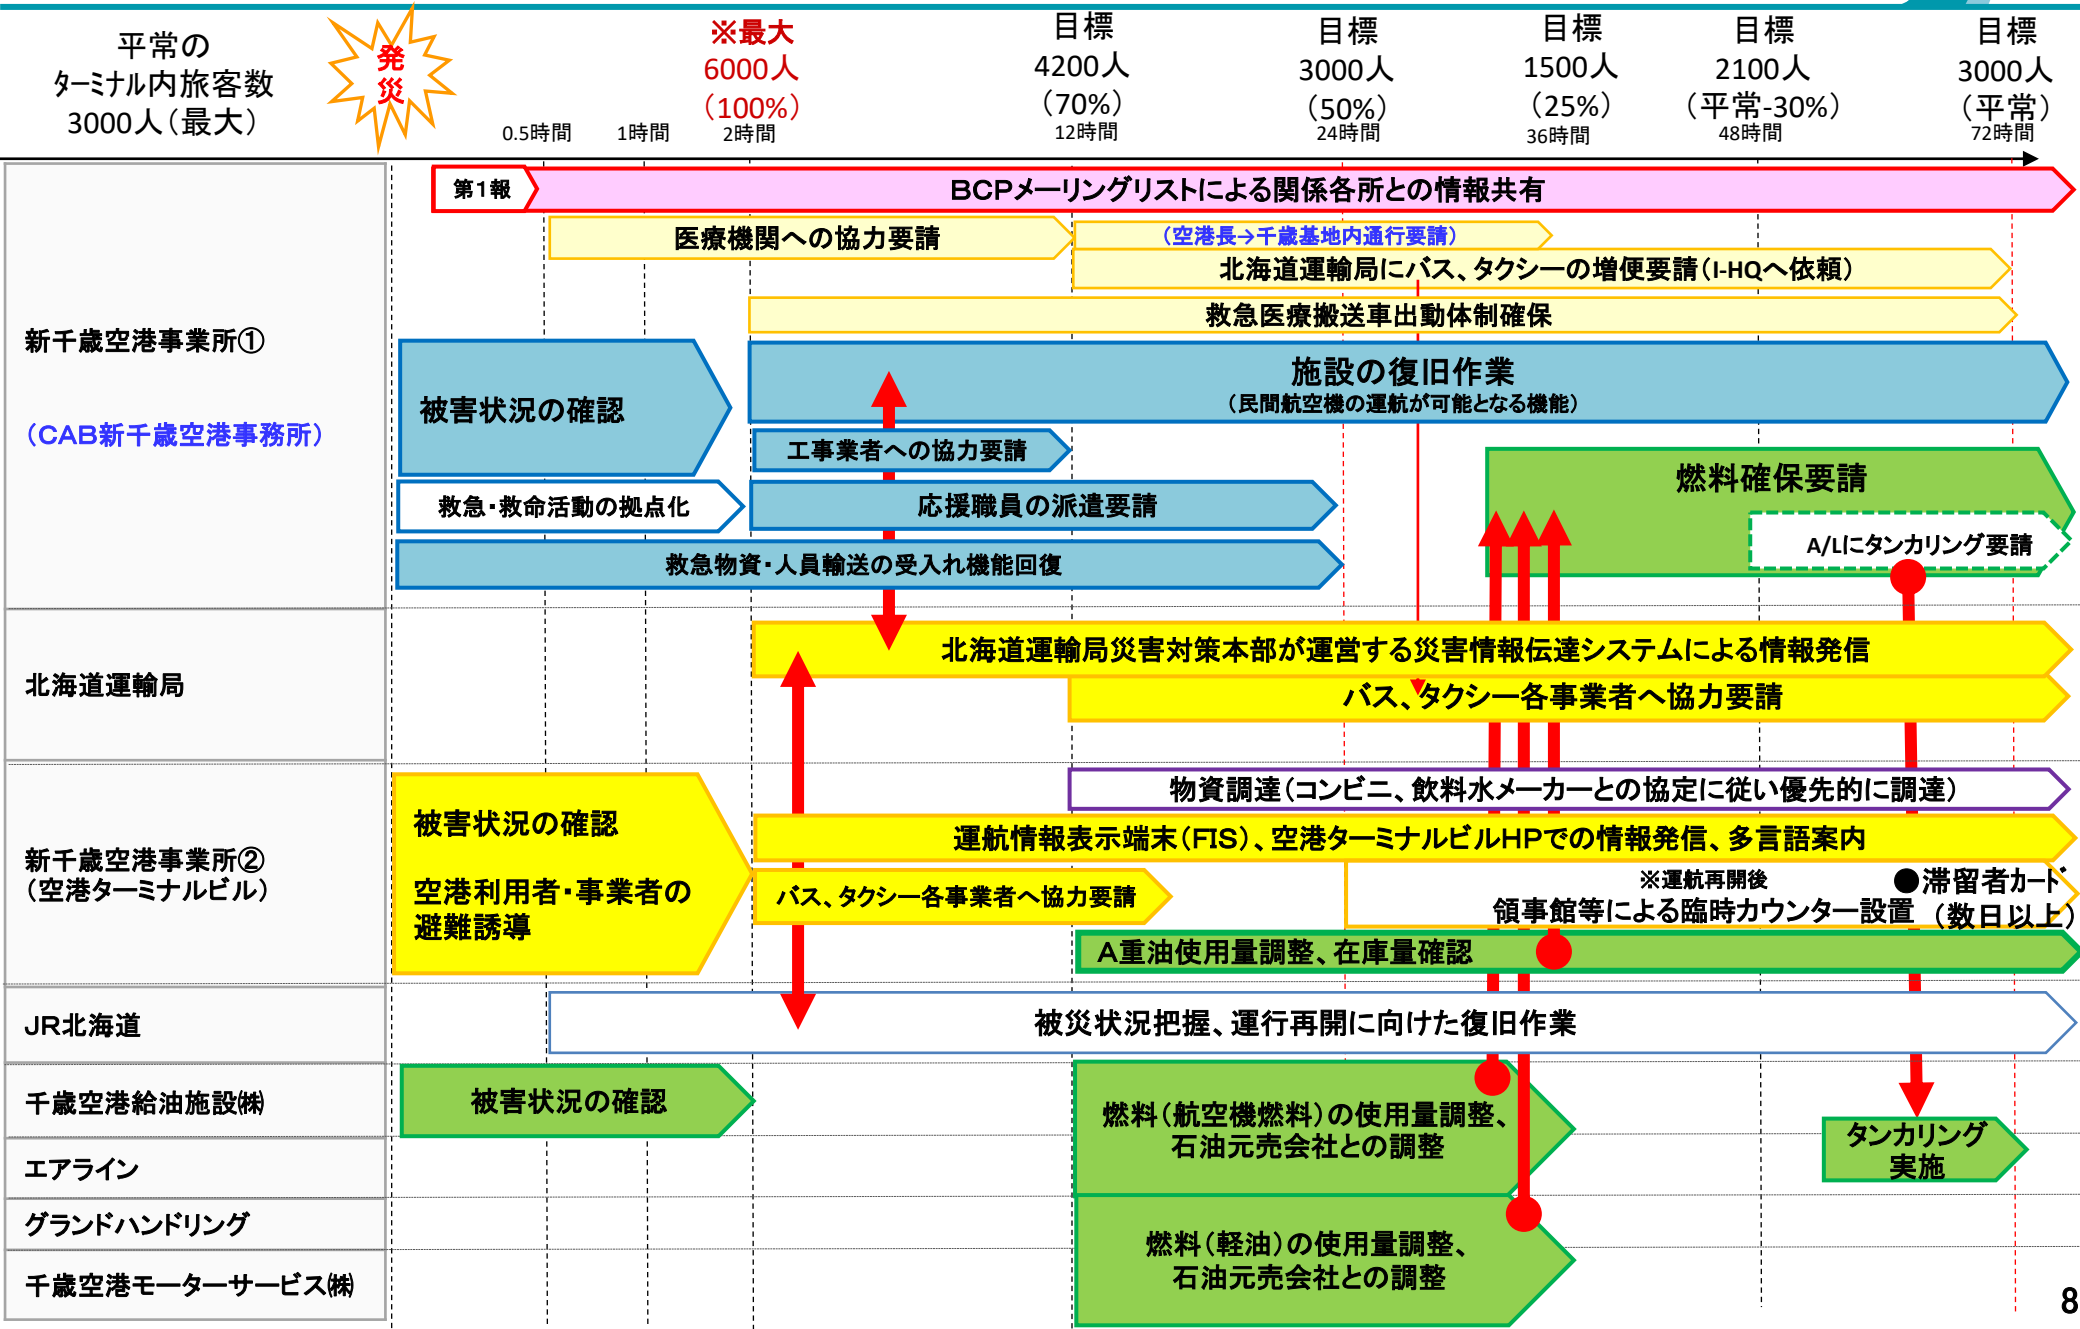 平常の
ターミナル内旅客数
3000人（最大）
発
災
※最大
6000人
（100%）
目標
4200人
（70%）
目標
3000人
（50%）
目標
1500人
（25%）
目標
2100人
（平常-30%）
目標
3000人
（平常）
0.5時間
1時間
2時間
12時間
24時間
36時間
48時間
72時間
新千歳空港事業所①
（CAB新千歳空港事務所）
第1報
BCPメーリングリストによる関係各所との情報共有
医療機関への協力要請
（空港長→千歳基地内通行要請）
北海道運輸局にバス、タクシーの増便要請（I-HQへ依頼）
救急医療搬送車出動体制確保
被害状況の確認
施設の復旧作業
（民間航空機の運航が可能となる機能）
工事業者への協力要請
燃料確保要請
救急・救命活動の拠点化
応援職員の派遣要請
A/Lにタンカリング要請
救急物資・人員輸送の受入れ機能回復
北海道運輸局
北海道運輸局災害対策本部が運営する災害情報伝達システムによる情報発信
バス、タクシー各事業者へ協力要請
新千歳空港事業所②
（空港ターミナルビル）
被害状況の確認
空港利用者・事業者の
避難誘導
物資調達（コンビニ、飲料水メーカーとの協定に従い優先的に調達）
運航情報表示端末（FIS）、空港ターミナルビルHPでの情報発信、多言語案内
バス、タクシー各事業者へ協力要請
※運航再開後
領事館等による臨時カウンター設置
●滞留者カード
（数日以上）
A重油使用量調整、在庫量確認
JR北海道
被災状況把握、運行再開に向けた復旧作業
千歳空港給油施設㈱
被害状況の確認
燃料（航空機燃料）の使用量調整、
石油元売会社との調整
タンカリング
実施
エアライン
グランドハンドリング
燃料（軽油）の使用量調整、
石油元売会社との調整
千歳空港モーターサービス㈱
8